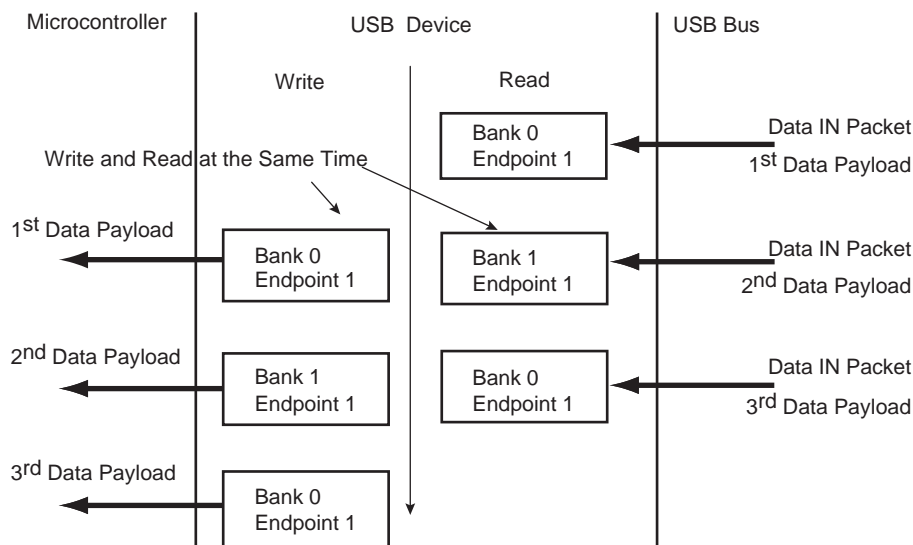 Microcontroller
USB Device
USB Bus
Write
Read
Bank 0
Endpoint 1
Data IN Packet
1st Data Payload
Write and Read at the Same Time
1st Data Payload
Bank 0
Endpoint 1
Bank 1
Endpoint 1
Data IN Packet
2nd Data Payload
2nd Data Payload
Bank 1
Endpoint 1
Bank 0
Endpoint 1
Data IN Packet
3rd Data Payload
3rd Data Payload
Bank 0
Endpoint 1